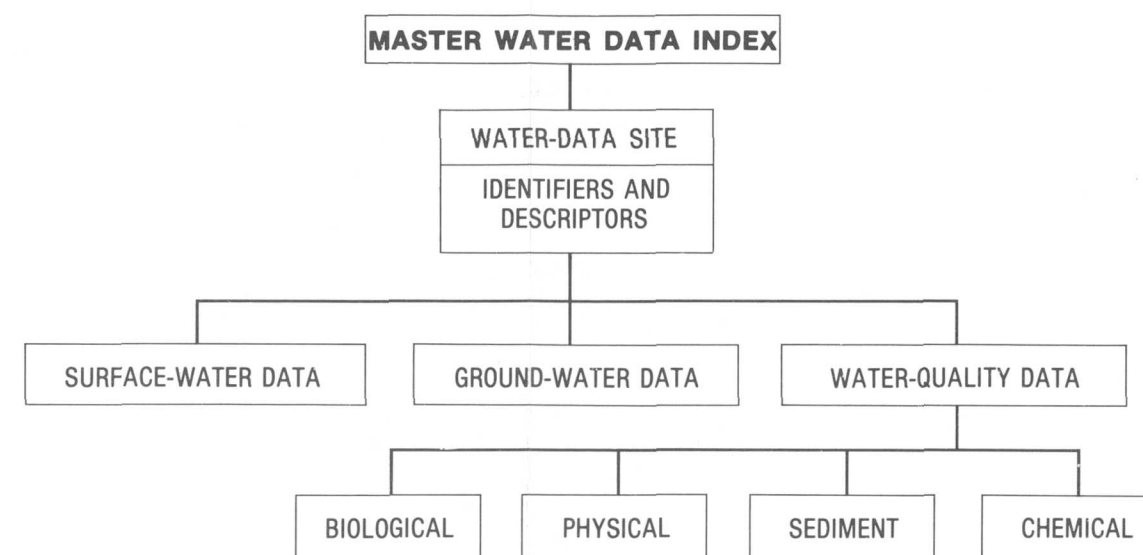 MASTER WATER DATA INDEX
WATER-DATA SITE
IDENTIFIERS AND
DESCRIPTORS
SURFACE-WATER DATA
GROUND-WATER DATA
WATER-QUALITY DATA
BIOLOGICAL
PHYSICAL
SEDIMENT
CHEMICAL